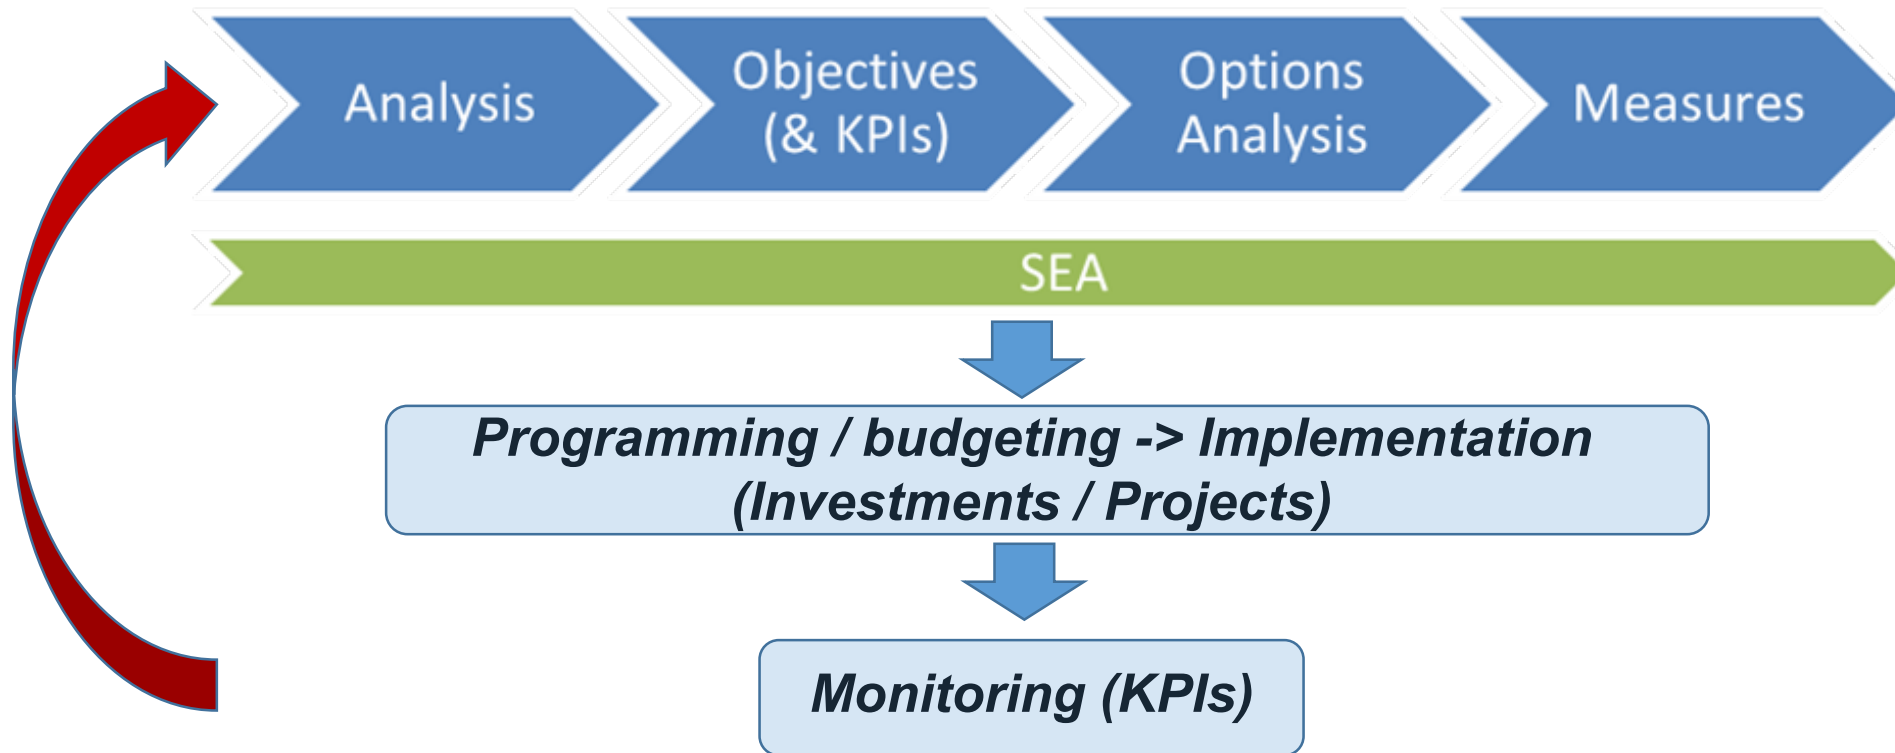 Analysis
Objectives
(& KPIs)
Options
Analysis
Measures
SEA
Programming / budgeting -> Implementation
(Investments / Projects)
Monitoring (KPIs)